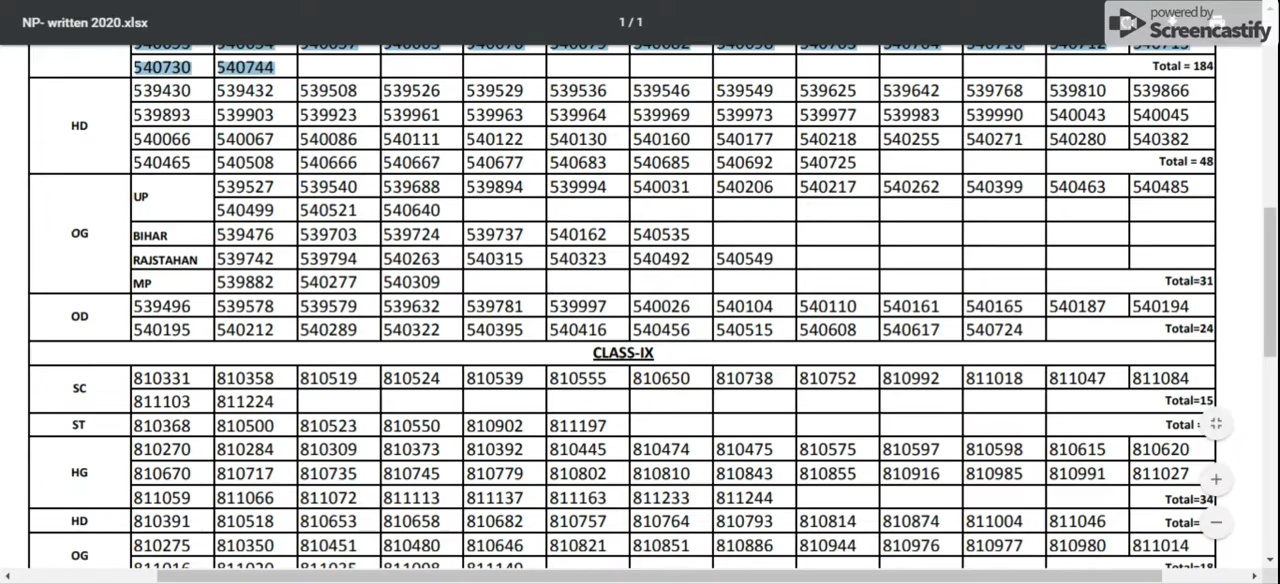 NP- written 2020.xlsx 1 / 1 powered by
Screencastify
540730 540744 Total = 184
539430 539432 539508 539526 539529 539536 539546 539549 539625 539642 539768 539810 539866
HD 539893 539903 539923 539961 539963 539964 539969 539973 539977 539983 539990 540043 540045
540066 540067 540086 540111 540122 540130 540160 540177 540218 540255 540271 540280 540382
540465 540508 540666 540667 540677 540683 540685 540692 540725 Total = 48
UP 539527 539540 539688 539894 539994 540031 540206 540217 540262 540399 540463 540485
540499 540521 540640
OG BIHAR 539476 539703 539724 539737 540162 540535
RAJSTAHAN 539742 539794 540263 540315 540323 540492 540549
MP 539882 540277 540309 Total=31
OD 539496 539578 539579 539632 539781 539997 540026 540104 540110 540161 540165 540187 540194
540195 540212 540289 540322 540395 540416 540456 540515 540608 540617 540724 Total=24
CLASS-IX
SC 810331 810358 810519 810524 810539 810555 810650 810738 810752 810992 811018 811047 811084
811103 811224 Total=15
ST 810368 810500 810523 810550 810902 811197 Total =
810270 810284 810309 810373 810392 810445 810474 810475 810575 810597 810598 810615 810620
HG 810670 810717 810735 810745 810779 810802 810810 810843 810855 810916 810985 810991 811027
811059 811066 811072 811113 811137 811163 811233 811244 Total=34
HD 810391 810518 810653 810658 810682 810757 810764 810793 810814 810874 811004 811046 Total=
OG 810275 810350 810451 810480 810646 810821 810851 810886 810944 810976 810977 810980 811014